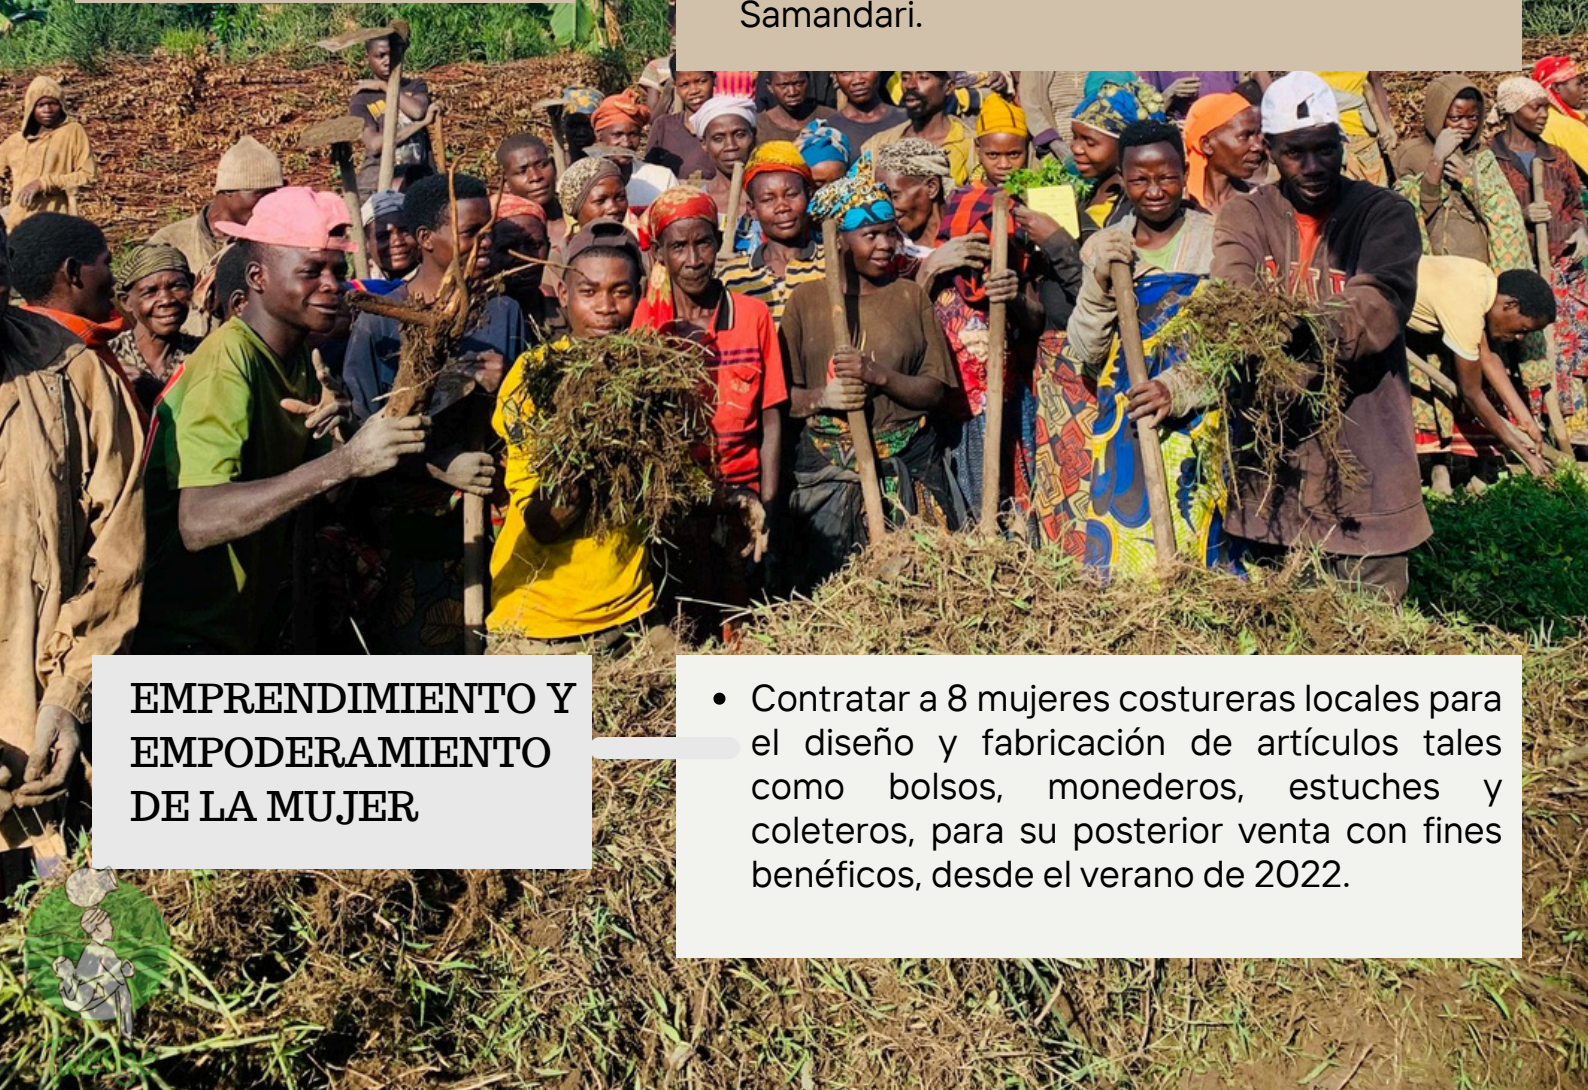 Samandari.
EMPRENDIMIENTO Y
EMPODERAMIENTO
DE LA MUJER
• Contratar a 8 mujeres costureras locales para
el diseño y fabricación de artículos tales
como bolsos, monederos, estuches y
coleteros, para su posterior venta con fines
benéficos, desde el verano de 2022.